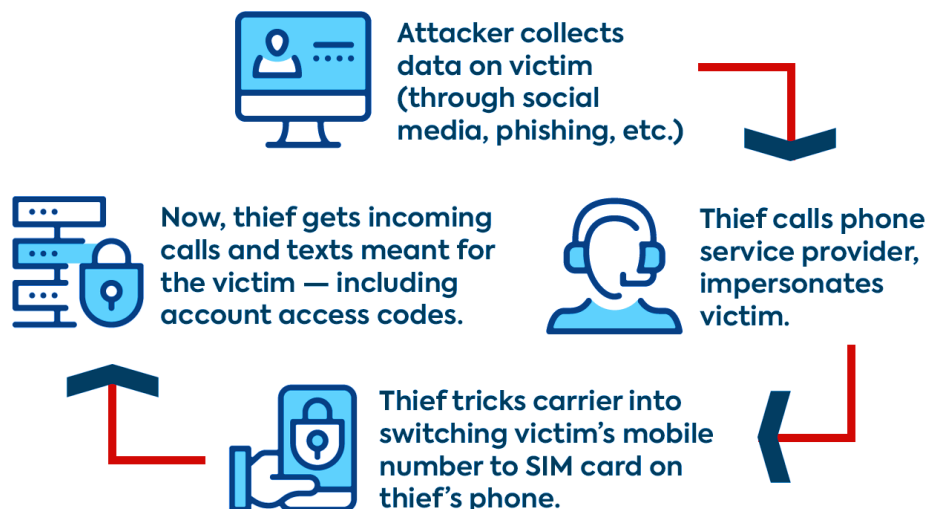 Attacker collects
data on victim
(through social
media, phishing, etc.)
Thief calls phone
service provider,
impersonates
victim.
Thief tricks carrier into
switching victim's mobile
number to SIM card on
thief's phone.
Now, thief gets incoming
calls and texts meant for
the victim — including
account access codes.